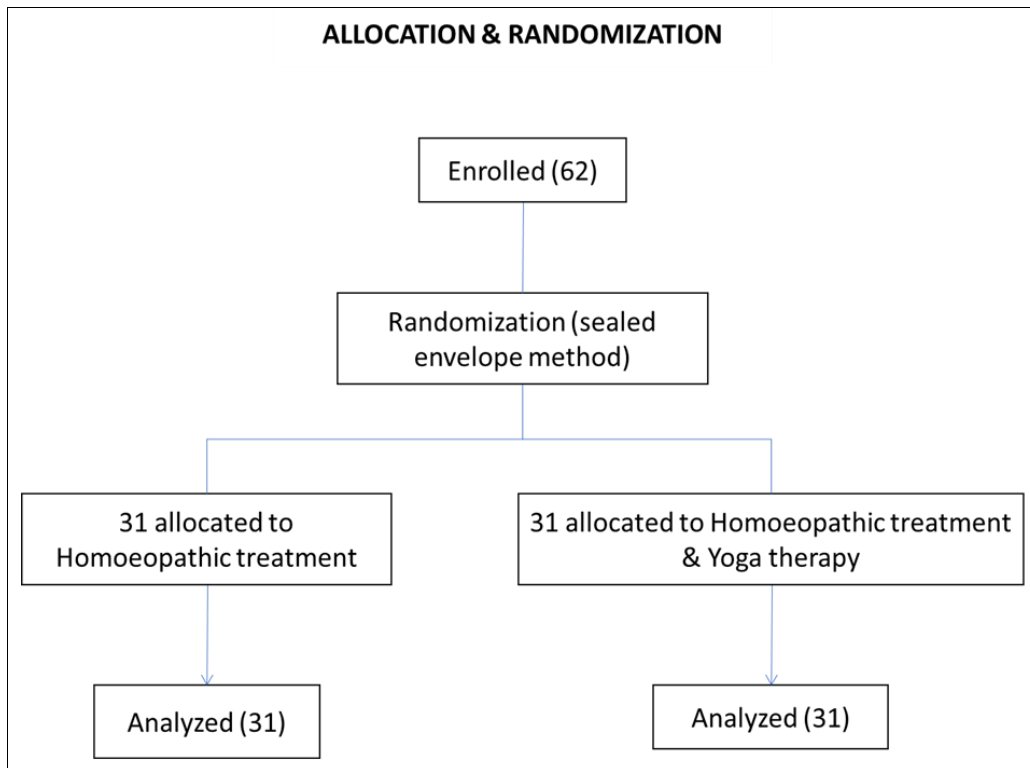 ALLOCATION & RANDOMIZATION
Enrolled (62)
Randomization (sealed
envelope method)
31 allocated to
Homoeopathic treatment
31 allocated to Homoeopathic treatment
& Yoga therapy
Analyzed (31)
Analyzed (31)